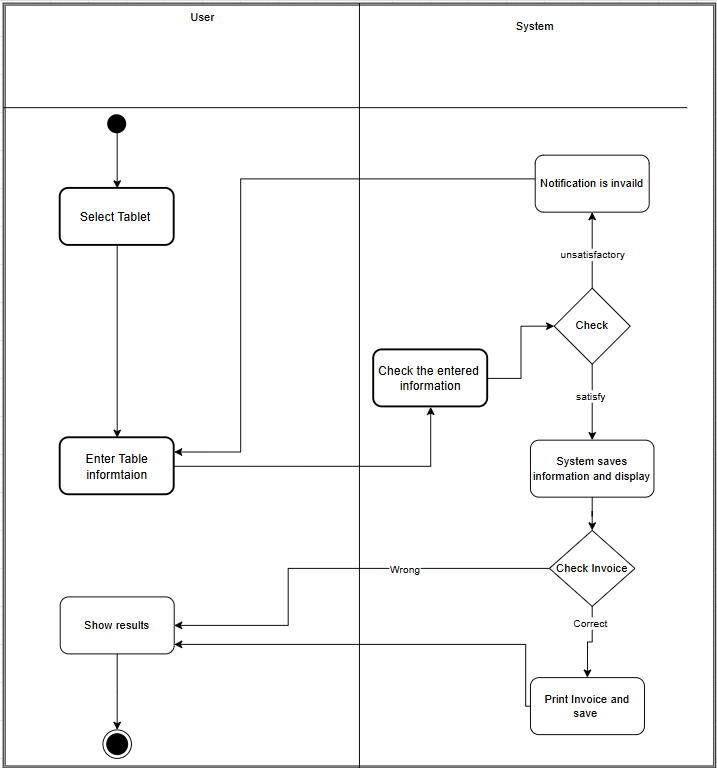 User
System
Notification is invaild
Select Tablet
unsatisfactory
Check
Check the entered
information
satisfy
Enter Table
informtaion
System saves
information and display
Check Invoice
Wrong
Show results
Correct
Print Invoice and
save